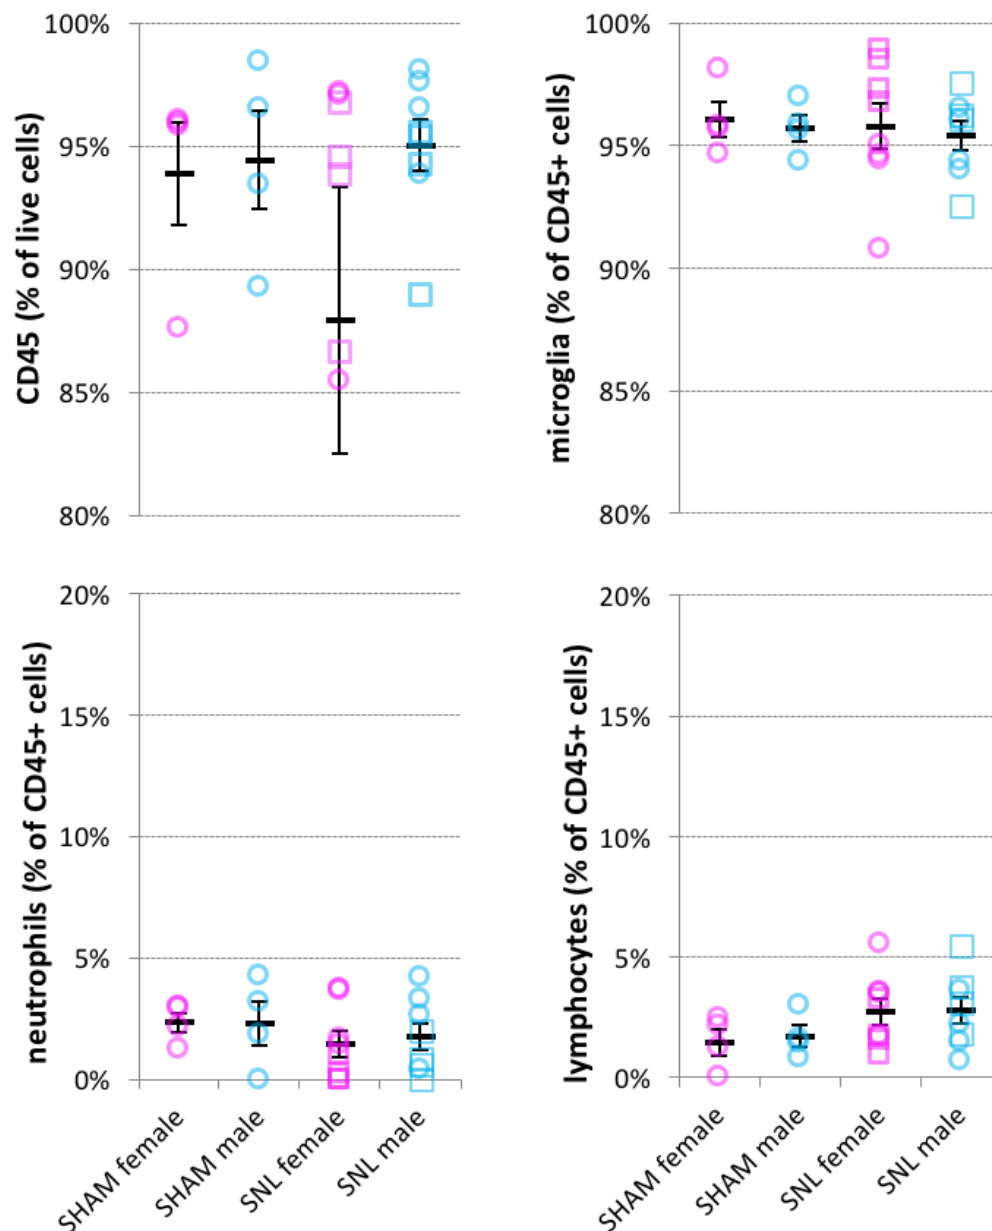 CD45 (% of live cells)
100%
95%
90%
85%
80%
microglia (% of CD45+ cells)
100%
95%
90%
85%
80%
neutrophils (% of CD45+ cells)
20%
15%
10%
5%
0%
SHAM female
SHAM male
SNL female
SNL male
lymphocytes (% of CD45+ cells)
20%
15%
10%
5%
0%
SHAM female
SHAM male
SNL female
SNL male